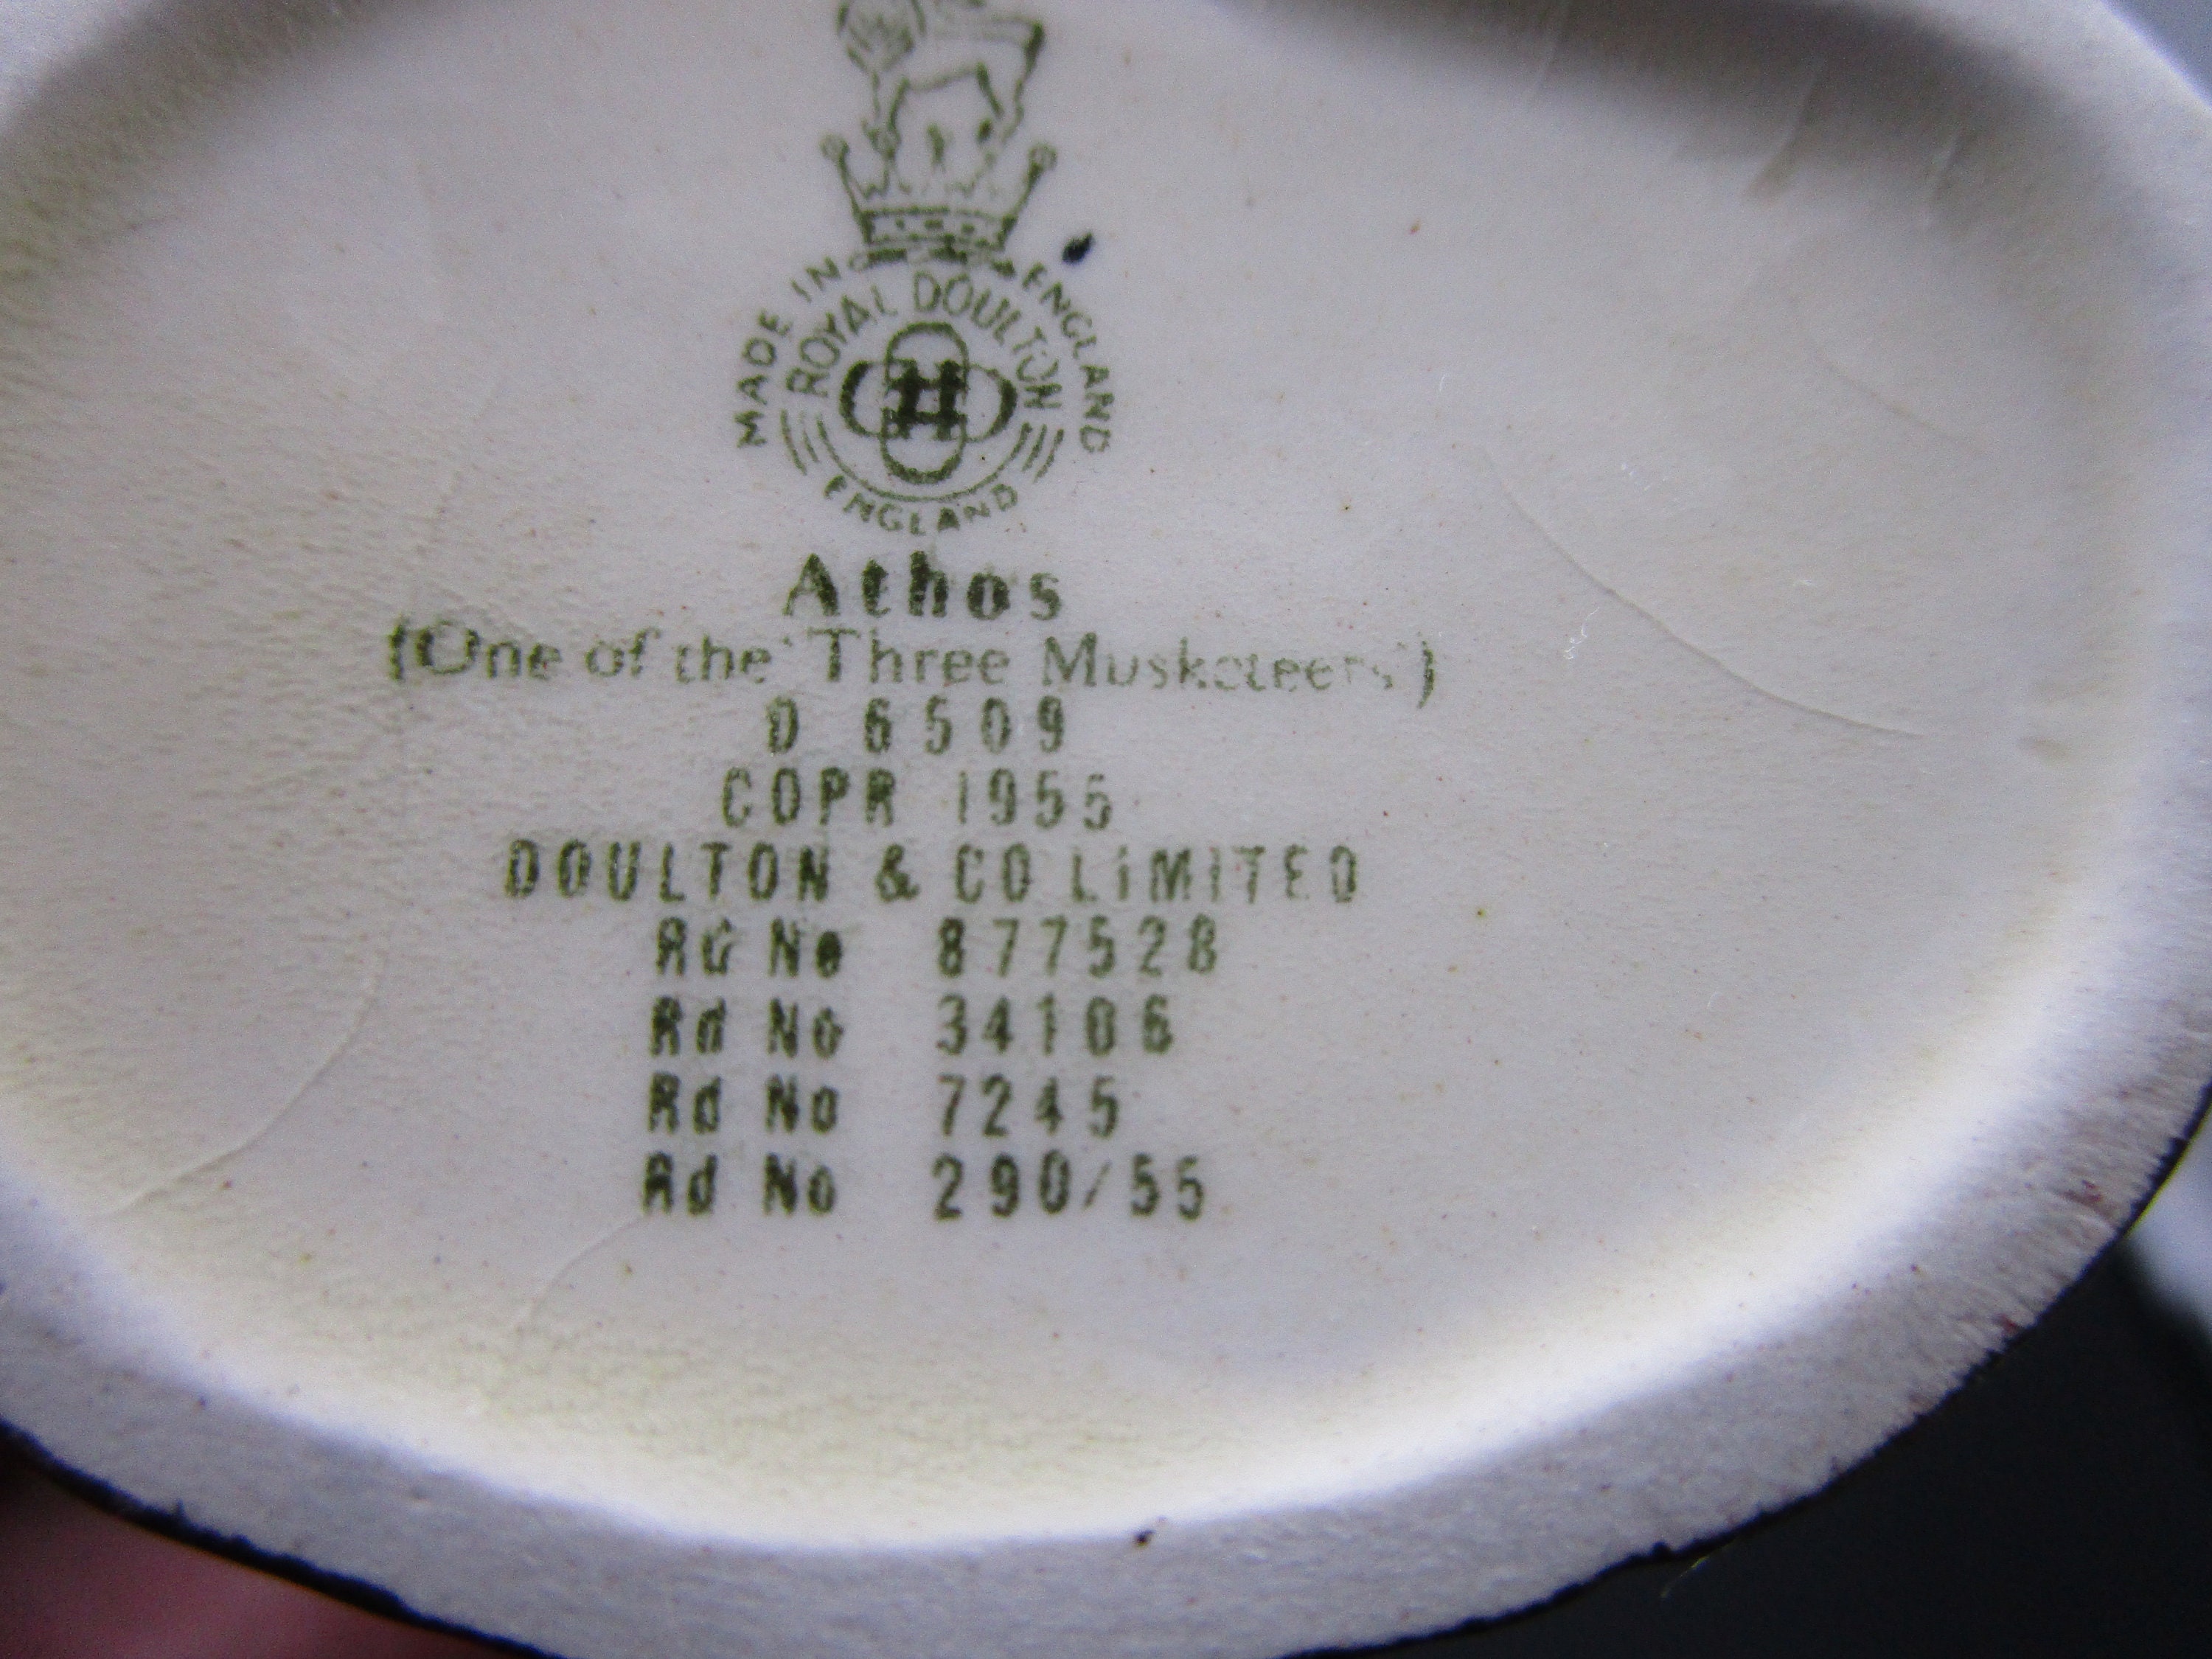 MADE IN ENGLAND
ROYAL DOULTON
ENGLAND
Athos
(One of the 'Three Musketeers')
D 6509
COPR 1955
DOULTON & CO LIMITED
Rd No 877528
Rd No 34106
Rd No 7245
Rd No 290/55